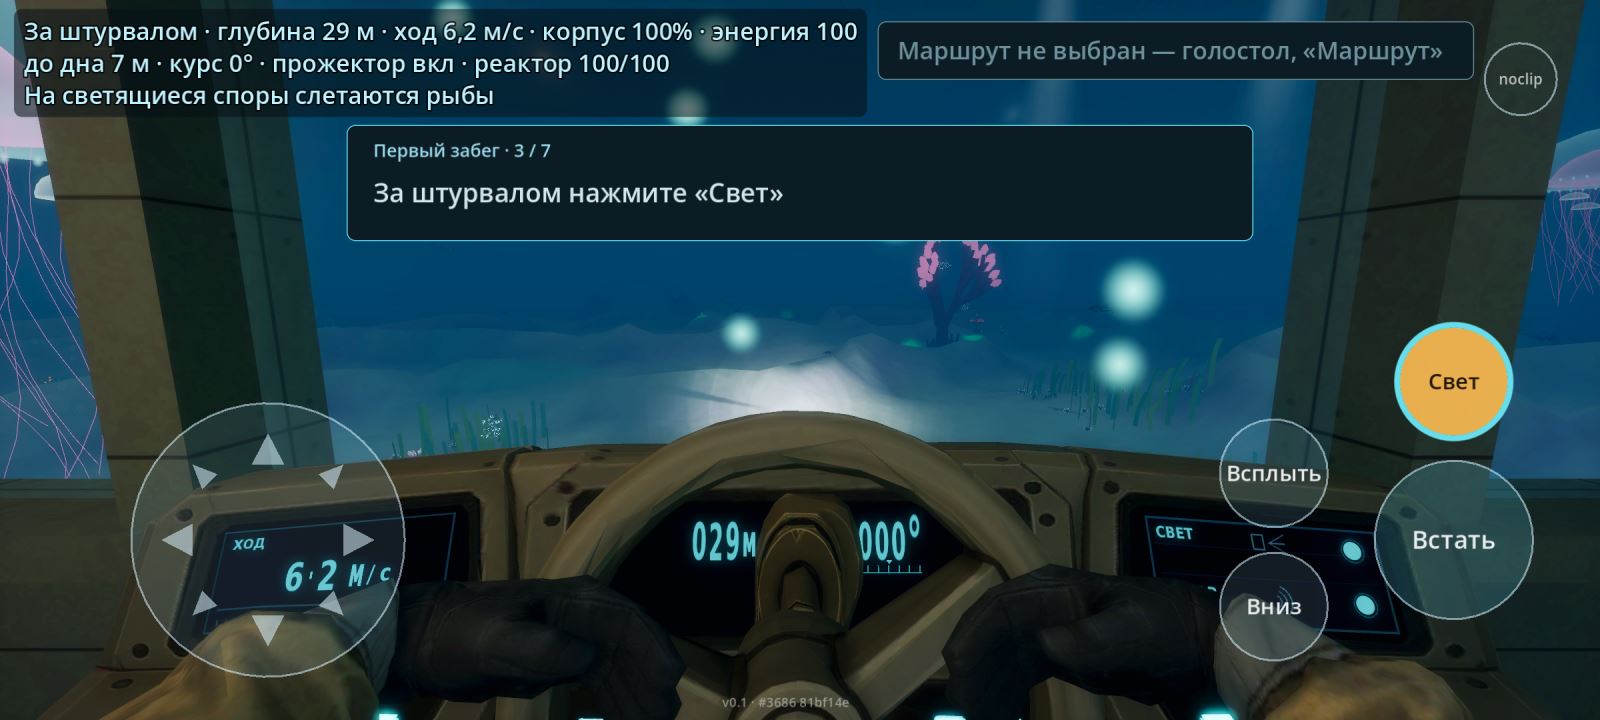 За штурвалом · глубина 29 м · ход 6,2 м/с · корпус 100% · энергия 100
до дна 7 м · курс 0° · прожектор вкл · реактор 100/100
На светящиеся споры слетаются рыбы
Маршрут не выбран — голостол, «Маршрут»
noclip
Первый забег · 3 / 7
За штурвалом нажмите «Свет»
Свет
Всплыть
Встать
Вниз
ХОД
6,2 М/с
029м
000°
СВЕТ
v0.1 · #3686 81bf14e